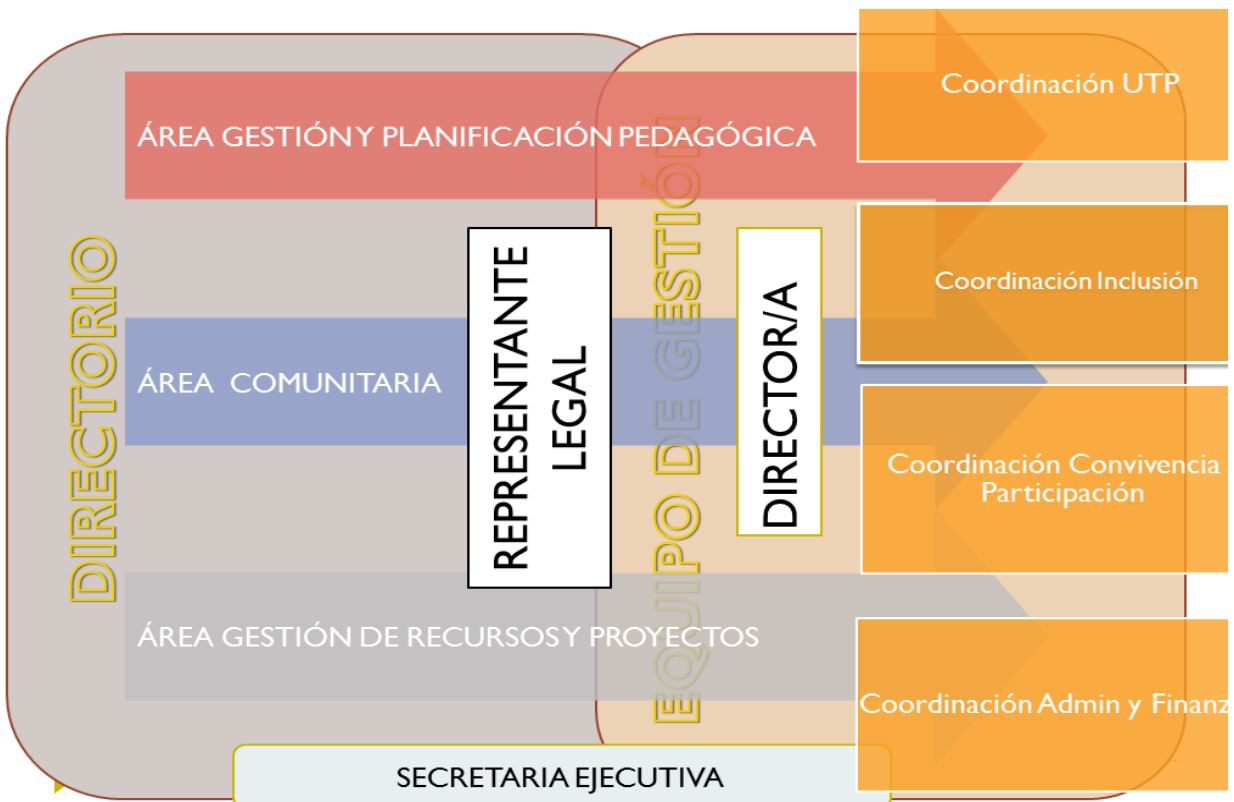 Coordinación UTP
ÁREA GESTIÓN Y PLANIFICACIÓN PEDAGÓGICA
Coordinación Inclusión
DIRECTORIO
ÁREA COMUNITARIA
REPRESENTANTE
LEGAL
EQUIPO DE GESTIÓN
DIRECTOR/A
Coordinación Convivencia
Participación
ÁREA GESTIÓN DE RECURSOS Y PROYECTOS
Coordinación Admin y Finanz
SECRETARIA EJECUTIVA